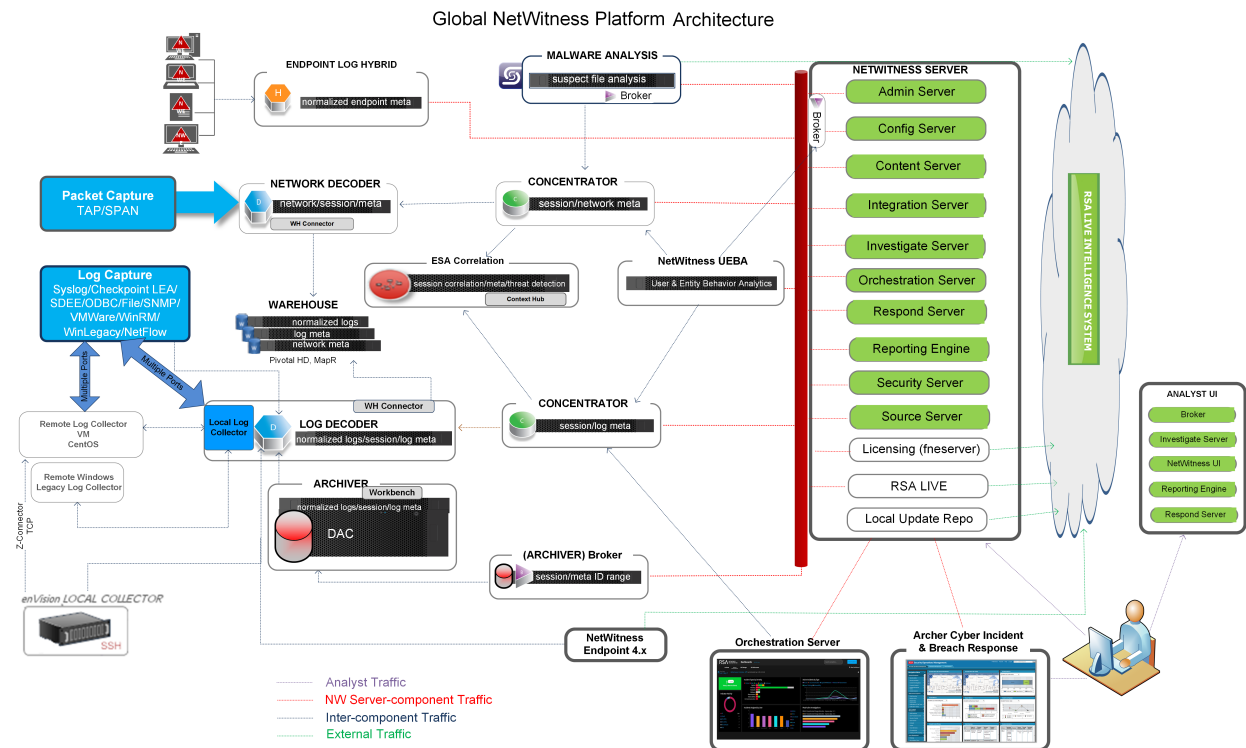 Global NetWitness Platform Architecture
MALWARE ANALYSIS
suspect file analysis
Broker
ENDPOINT LOG HYBRID
H
normalized endpoint meta
N
N
N
NW
NETWITNESS SERVER
Broker
Admin Server
Config Server
Content Server
Integration Server
Investigate Server
Orchestration Server
Respond Server
Reporting Engine
Security Server
Source Server
Licensing (fneserver)
RSA LIVE
Local Update Repo
RSA LIVE INTELLIGENCE SYSTEM
Packet Capture
TAP/SPAN
NETWORK DECODER
D
network/session/meta
WH Connector
CONCENTRATOR
C
session/network meta
ESA Correlation
session correlation/meta/threat detection
Context Hub
NetWitness UEBA
User & Entity Behavior Analytics
Log Capture
Syslog/Checkpoint LEA/
SDEE/ODBC/File/SNMP/
VMWare/WinRM/
WinLegacy/NetFlow
Multiple Ports
Multiple Ports
WAREHOUSE
normalized logs
log meta
network meta
Pivotal HD, MapR
WH Connector
Local Log
Collector
D
LOG DECODER
normalized logs/session/log meta
CONCENTRATOR
C
session/log meta
Remote Log Collector
VM
CentOS
Remote Windows
Legacy Log Collector
Z-Connector
TCP
ARCHIVER
Workbench
normalized logs/session/log meta
DAC
(ARCHIVER) Broker
session/meta ID range
enVision LOCAL COLLECTOR
SSH
NetWitness
Endpoint 4.x
Orchestration Server
RSA
Archer Cyber Incident
& Breach Response
ANALYST UI
Broker
Investigate Server
NetWitness UI
Reporting Engine
Respond Server
Analyst Traffic
NW Server-component Traffic
Inter-component Traffic
External Traffic